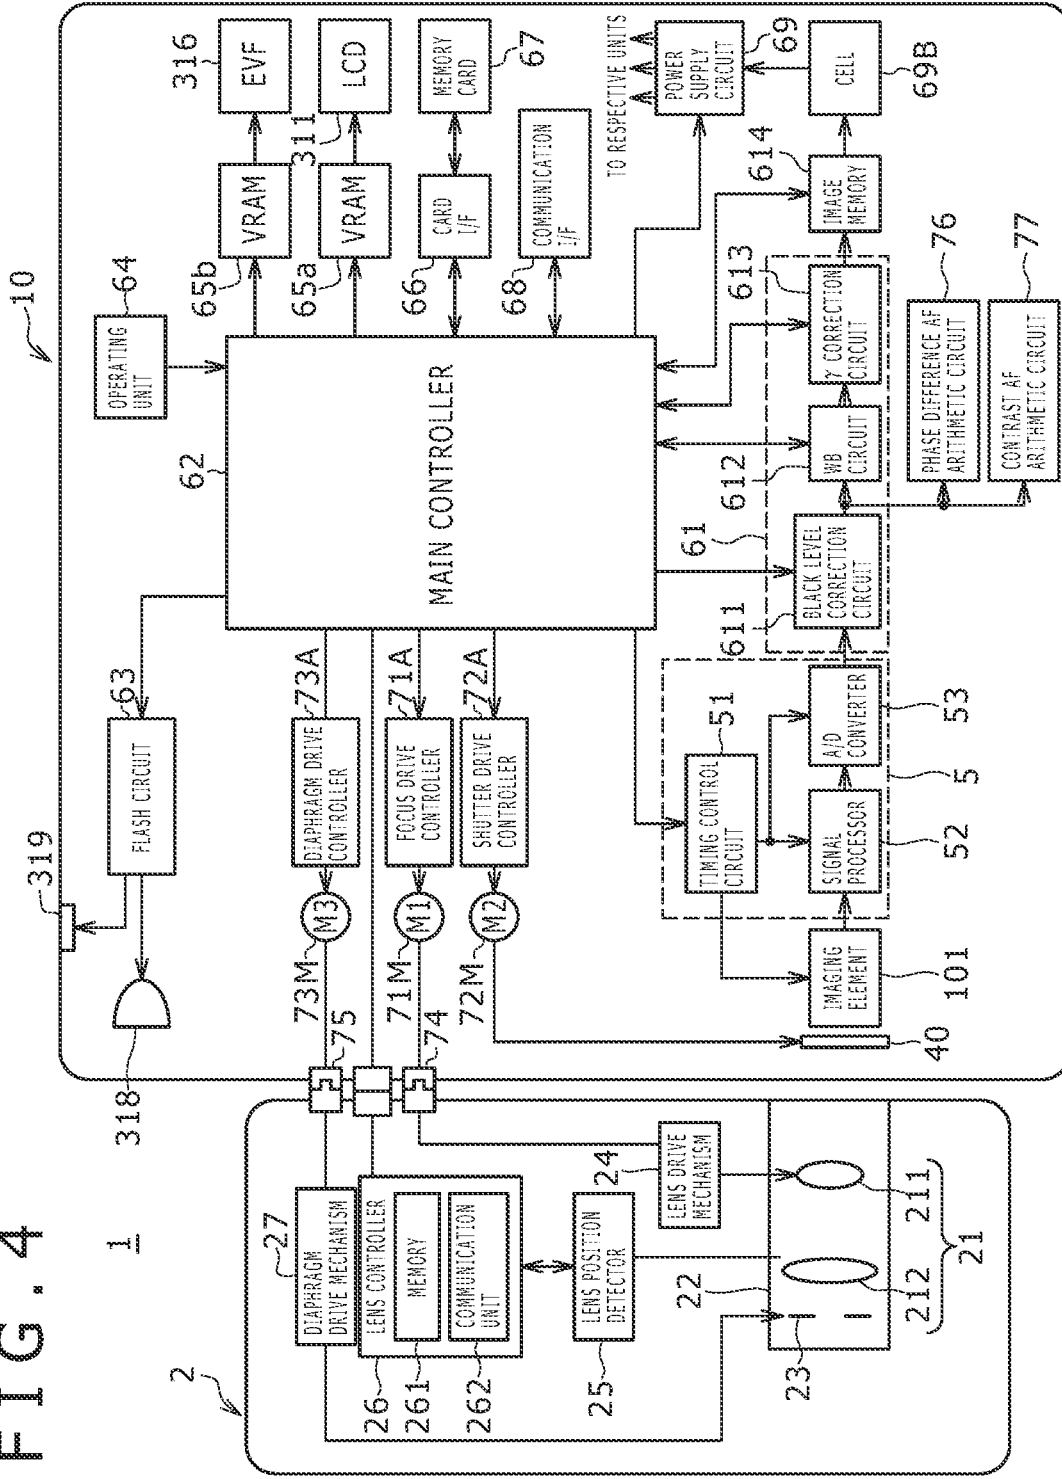 FIG. 4
1
10
2
319
318
FLASH CIRCUIT
63
OPERATING
UNIT
64
65b
VRAM
316
EVF
65a
VRAM
311
LCD
66
CARD
I/F
MEMORY
CARD
67
68
COMMUNICATION
I/F
62
MAIN CONTROLLER
TO RESPECTIVE UNITS
POWER
SUPPLY
CIRCUIT
69
CELL
69B
DIAPHRAGM DRIVE
CONTROLLER
73A
M3
73M
75
FOCUS DRIVE
CONTROLLER
71A
M1
71M
74
SHUTTER DRIVE
CONTROLLER
72A
M2
72M
27
DIAPHRAGM
DRIVE MECHANISM
LENS CONTROLLER
MEMORY
COMMUNICATION
UNIT
26
261
262
LENS POSITION
DETECTOR
25
24
LENS DRIVE
MECHANISM
22
23
212
211
21
40
IMAGING
ELEMENT
101
TIMING CONTROL
CIRCUIT
51
SIGNAL
PROCESSOR
52
A/D
CONVERTER
53
5
61
611
BLACK LEVEL
CORRECTION
CIRCUIT
612
WB
CIRCUIT
613
γ CORRECTION
CIRCUIT
614
IMAGE
MEMORY
PHASE DIFFERENCE AF
ARITHMETIC CIRCUIT
76
CONTRAST AF
ARITHMETIC CIRCUIT
77